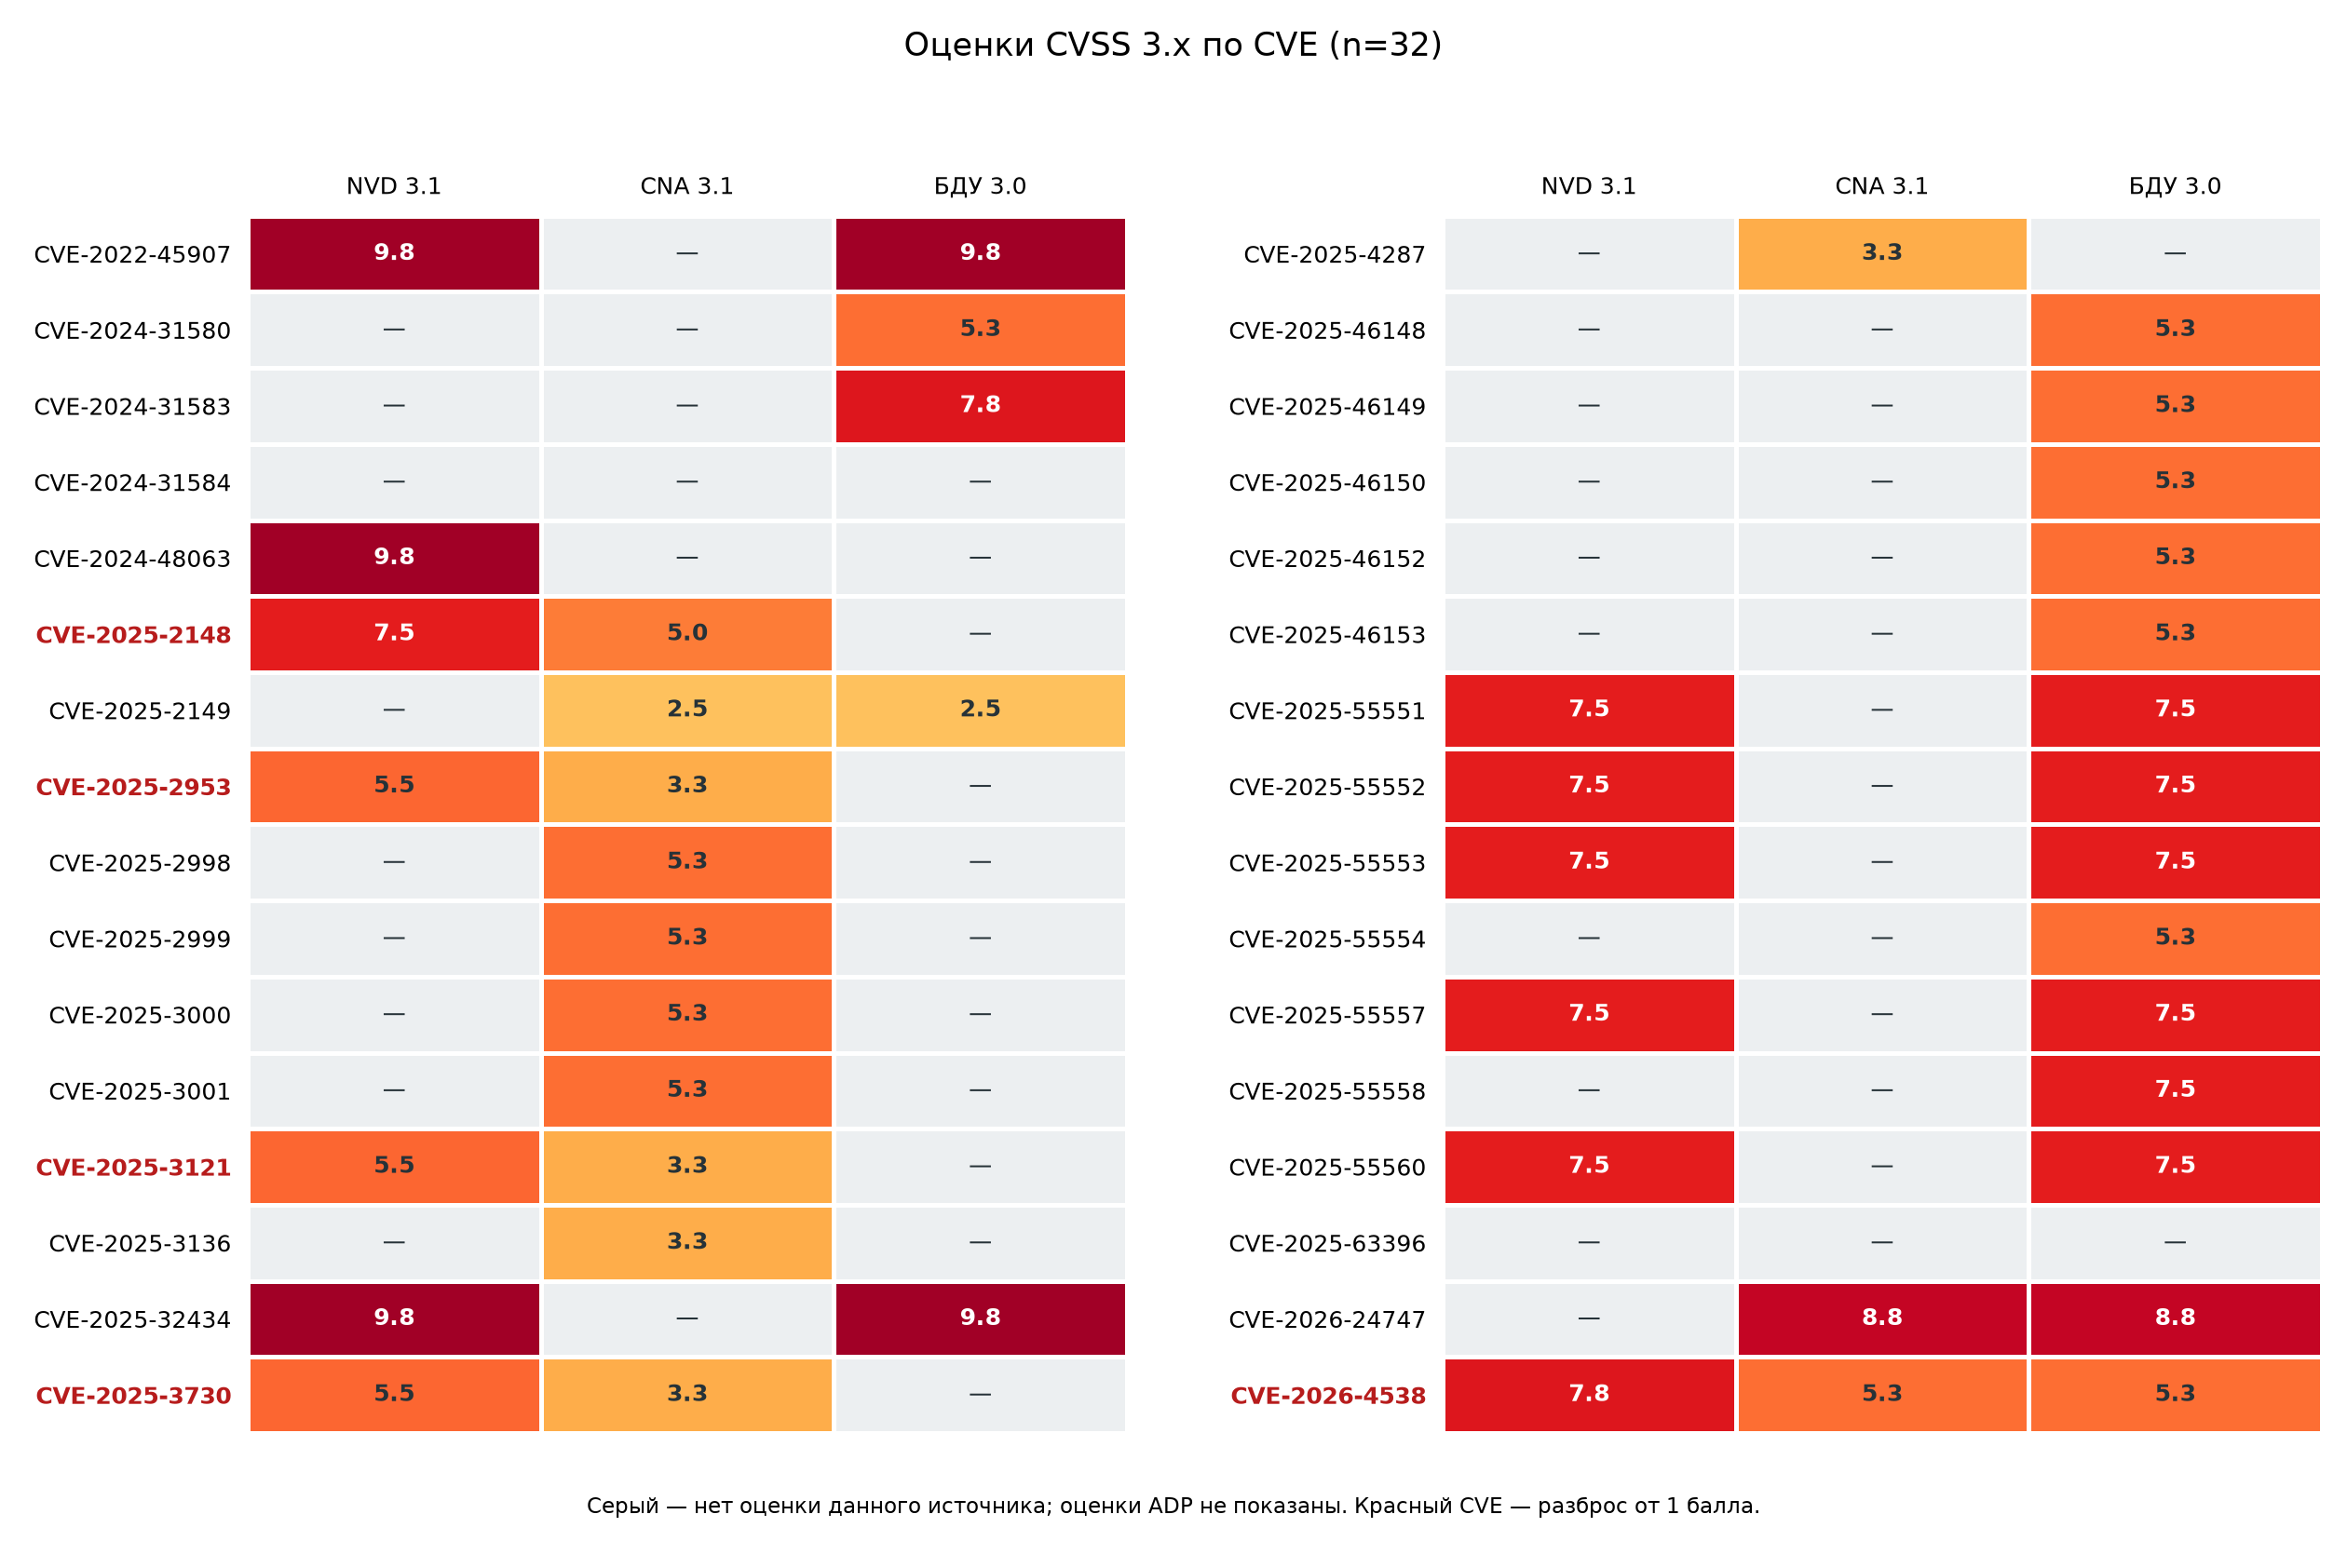 Оценки CVSS 3.x по CVE (n=32)
NVD 3.1 CNA 3.1 БДУ 3.0
CVE-2022-45907 9.8 — 9.8
CVE-2024-31580 — — 5.3
CVE-2024-31583 — — 7.8
CVE-2024-31584 — — —
CVE-2024-48063 9.8 — —
CVE-2025-2148 7.5 5.0 —
CVE-2025-2149 — 2.5 2.5
CVE-2025-2953 5.5 3.3 —
CVE-2025-2998 — 5.3 —
CVE-2025-2999 — 5.3 —
CVE-2025-3000 — 5.3 —
CVE-2025-3001 — 5.3 —
CVE-2025-3121 5.5 3.3 —
CVE-2025-3136 — 3.3 —
CVE-2025-32434 9.8 — 9.8
CVE-2025-3730 5.5 3.3 —
NVD 3.1 CNA 3.1 БДУ 3.0
CVE-2025-4287 — 3.3 —
CVE-2025-46148 — — 5.3
CVE-2025-46149 — — 5.3
CVE-2025-46150 — — 5.3
CVE-2025-46152 — — 5.3
CVE-2025-46153 — — 5.3
CVE-2025-55551 7.5 — 7.5
CVE-2025-55552 7.5 — 7.5
CVE-2025-55553 7.5 — 7.5
CVE-2025-55554 — — 5.3
CVE-2025-55557 7.5 — 7.5
CVE-2025-55558 — — 7.5
CVE-2025-55560 7.5 — 7.5
CVE-2025-63396 — — —
CVE-2026-24747 — 8.8 8.8
CVE-2026-4538 7.8 5.3 5.3
Серый — нет оценки данного источника; оценки ADP не показаны. Красный CVE — разброс от 1 балла.